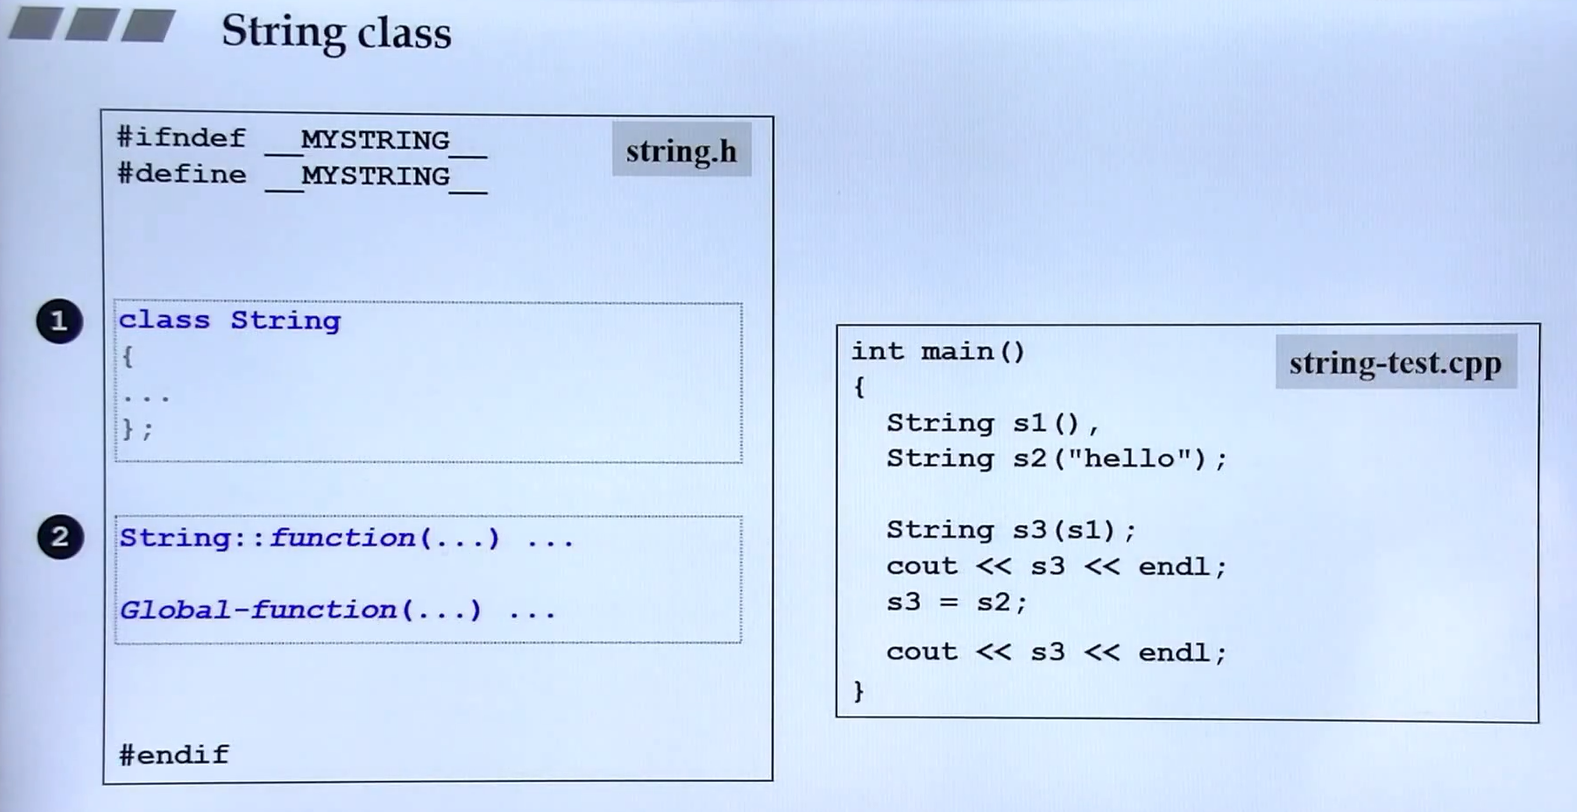 String class
#ifndef __MYSTRING__
string.h
#define __MYSTRING__
1
class String
{
...
};
2
String::function(...) ...
Global-function(...) ...
#endif
int main()
string-test.cpp
{
String s1(),
String s2("hello");
String s3(s1);
cout << s3 << endl;
s3 = s2;
cout << s3 << endl;
}